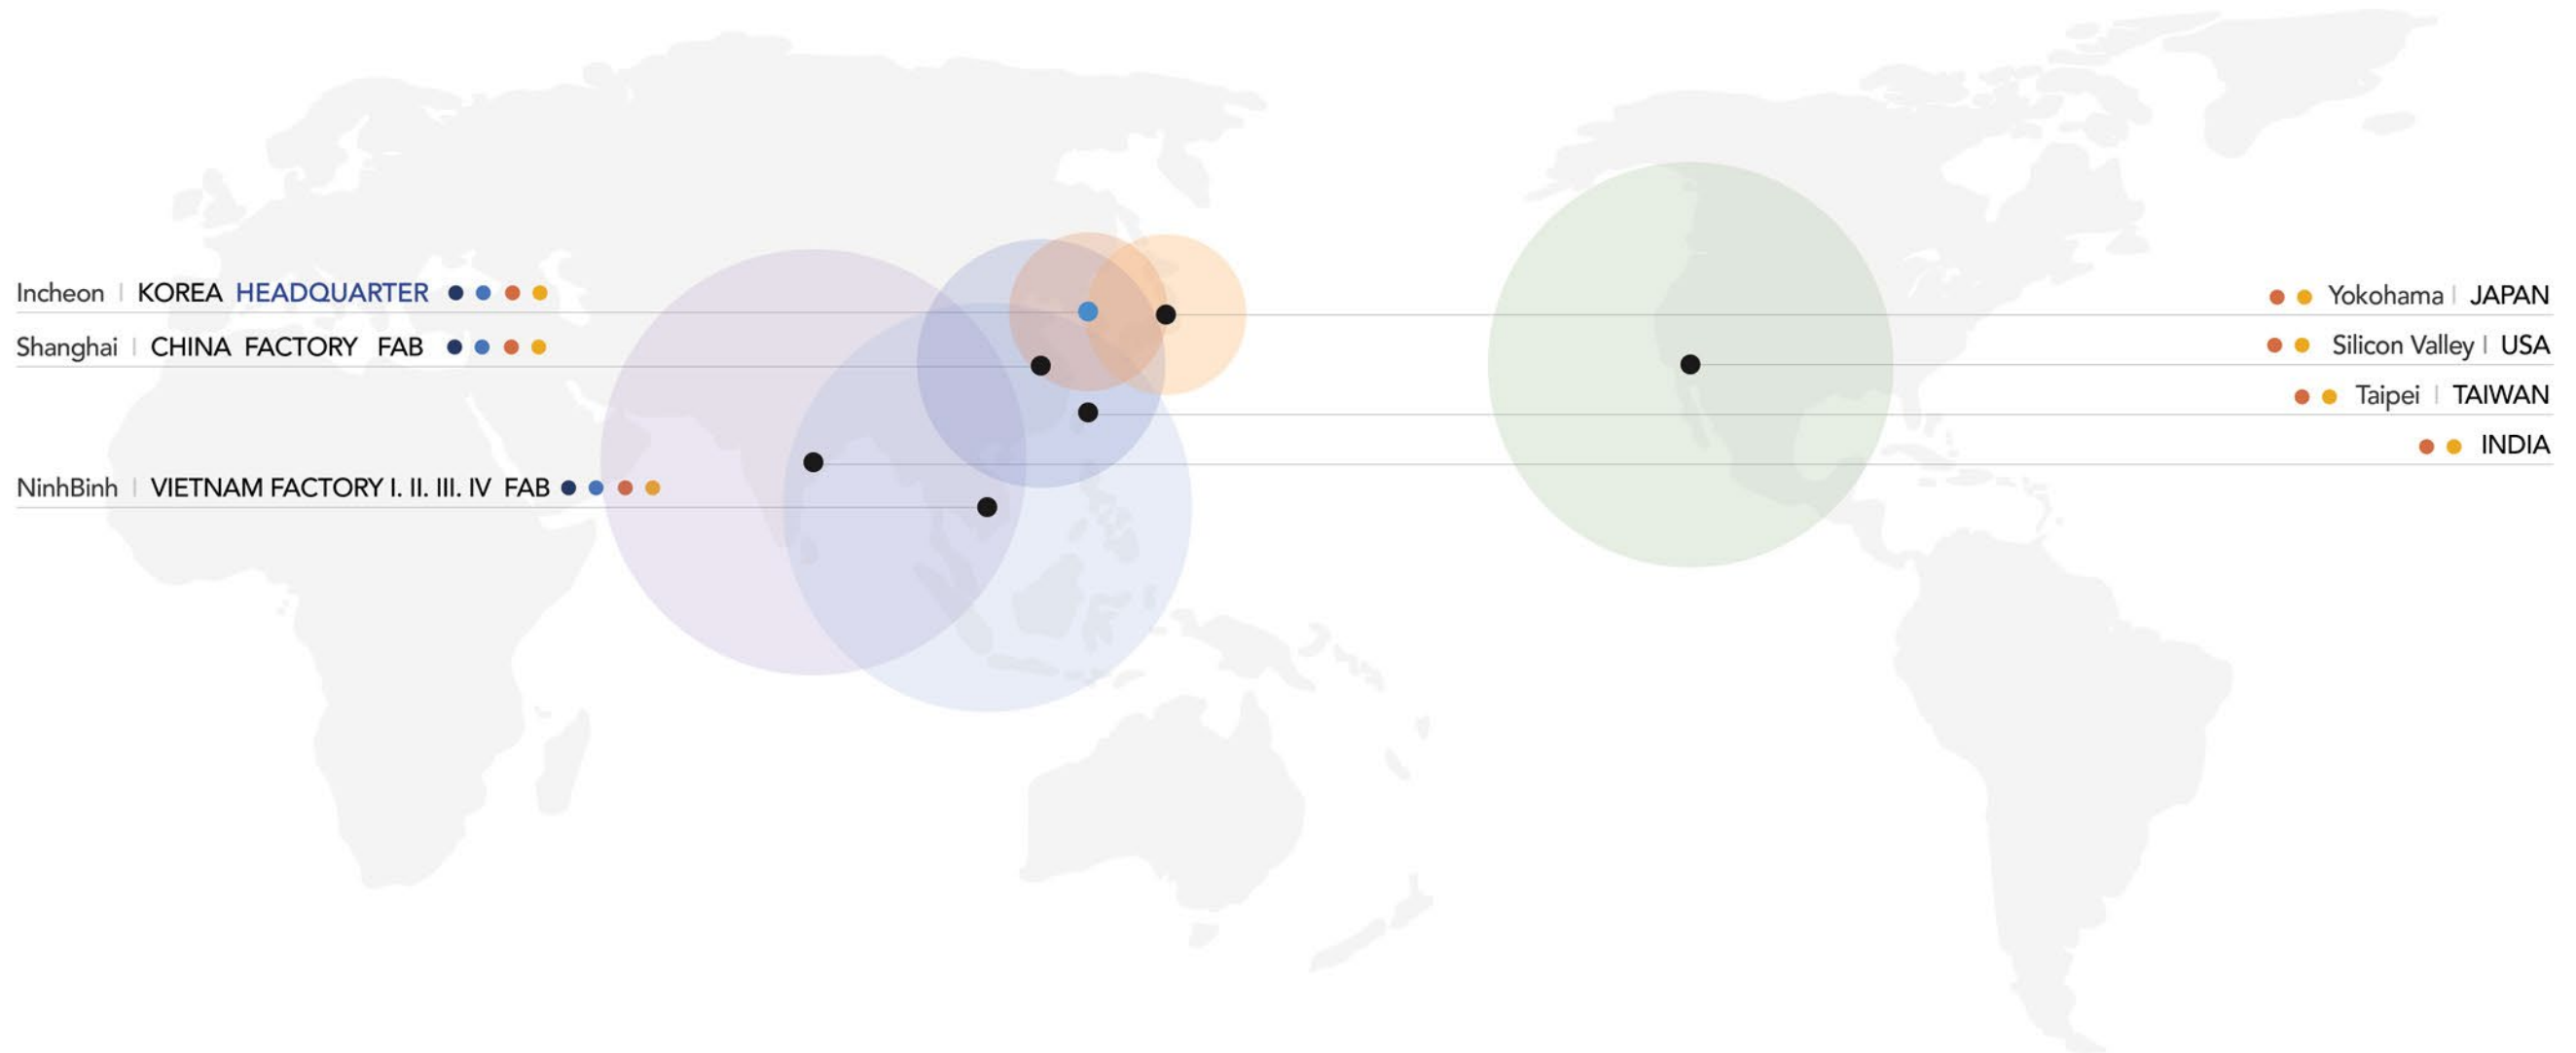 Incheon | KOREA HEADQUARTER
Shanghai | CHINA FACTORY FAB
NinhBinh | VIETNAM FACTORY I. II. III. IV FAB
Yokohama | JAPAN
Silicon Valley | USA
Taipei | TAIWAN
INDIA